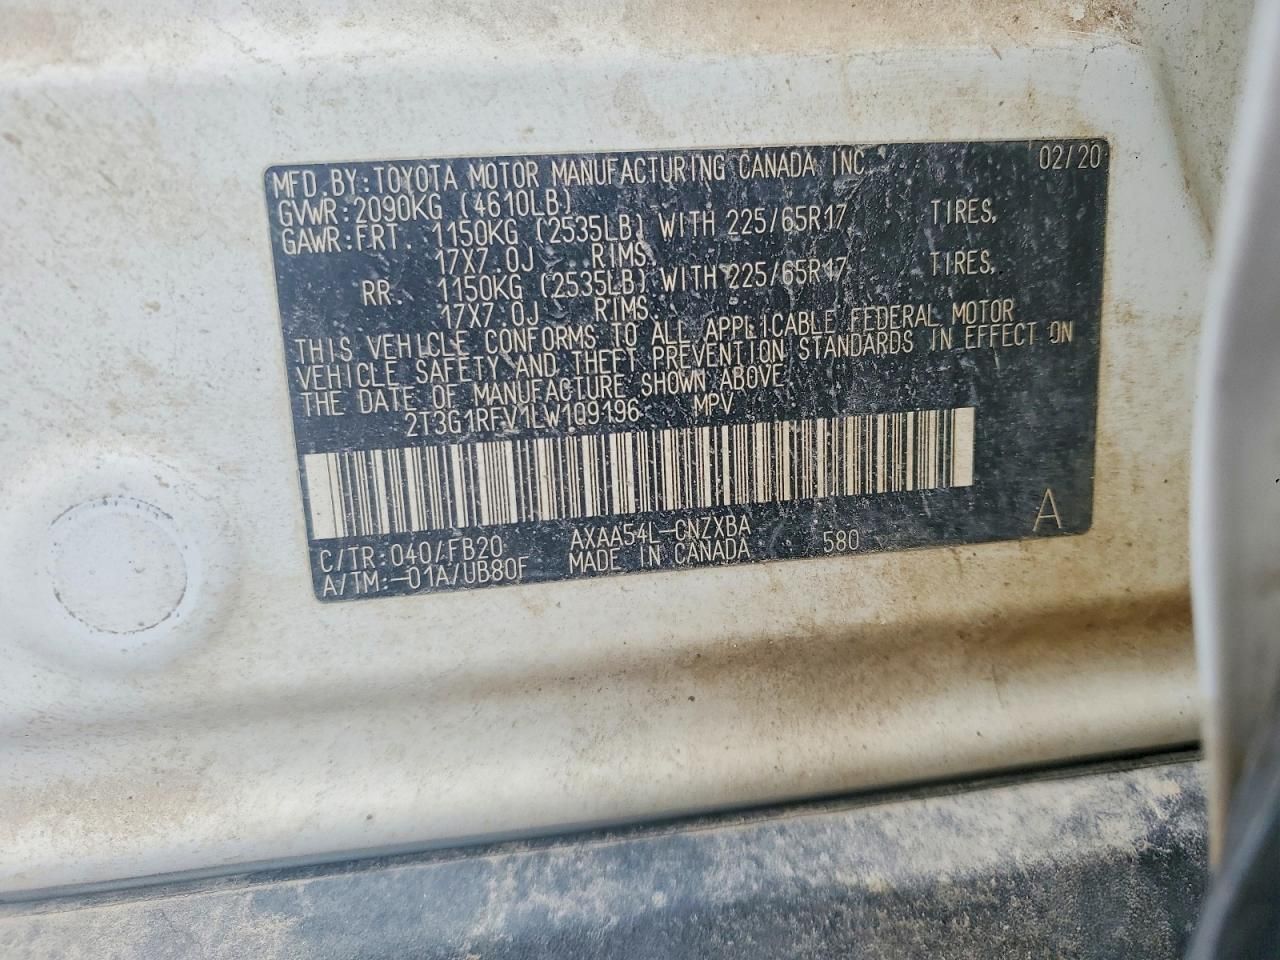 MFD.BY:TOYOTA MOTOR MANUFACTURING CANADA INC. 02/20
GVWR:2090KG (4610LB)
GAWR:FRT. 1150KG (2535LB) WITH 225/65R17 TIRES,
17X7.0J RIMS.
RR. 1150KG (2535LB) WITH 225/65R17 TIRES,
17X7.0J RIMS.
THIS VEHICLE CONFORMS TO ALL APPLICABLE FEDERAL MOTOR
VEHICLE SAFETY AND THEFT PREVENTION STANDARDS IN EFFECT ON
THE DATE OF MANUFACTURE SHOWN ABOVE.
2T3G1RFV1LW109196 MPV
C/TR:040/FB20 AXAA54L-CNZXBA 580 A
A/TM:-01A/UB80F MADE IN CANADA